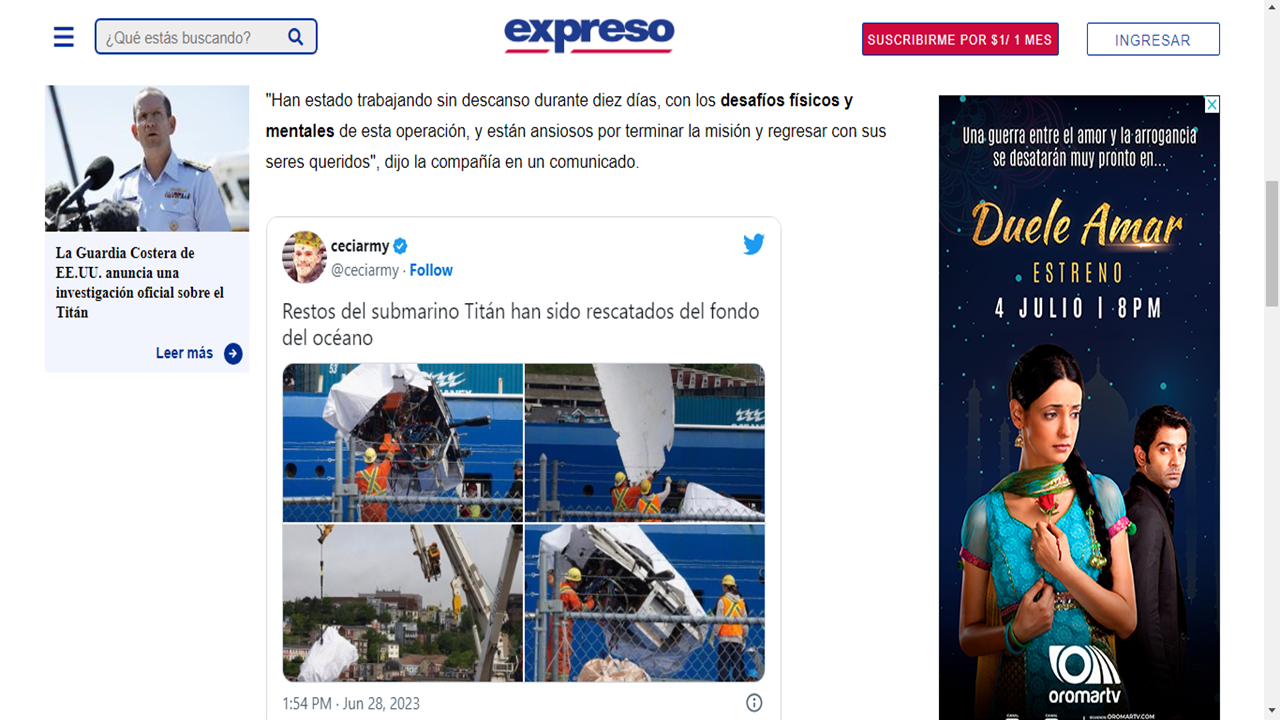 ¿Qué estás buscando?
expreso
SUSCRIBIRME POR $1/ 1 MES
INGRESAR
La Guardia Costera de
EE.UU. anuncia una
investigación oficial sobre el
Titán
Leer más
"Han estado trabajando sin descanso durante diez días, con los desafíos físicos y
mentales de esta operación, y están ansiosos por terminar la misión y regresar con sus
seres queridos", dijo la compañía en un comunicado.
ceciarmy
@ceciarmy · Follow
Restos del submarino Titán han sido rescatados del fondo
del océano
53
1:54 PM · Jun 28, 2023
Una guerra entre el amor y la arrogancia
se desatarán muy pronto en...
Duele Amar
ESTRENO
4 JULIO | 8PM
oromartv
CANAL
CANAL
OROMARTV.COM